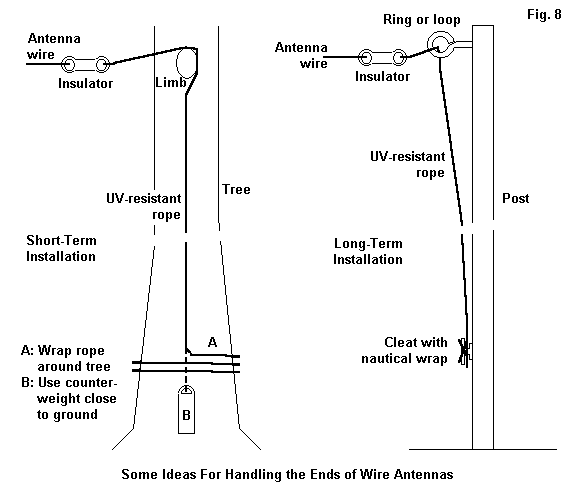 Fig. 8
Antenna
wire
Insulator
Limb
UV-resistant
rope
Tree
Short-Term
Installation
A
A: Wrap rope
around tree
B: Use counter-
weight close
to ground
B
Ring or loop
Antenna
wire
Insulator
UV-resistant
rope
Post
Long-Term
Installation
Cleat with
nautical wrap
Some Ideas For Handling the Ends of Wire Antennas